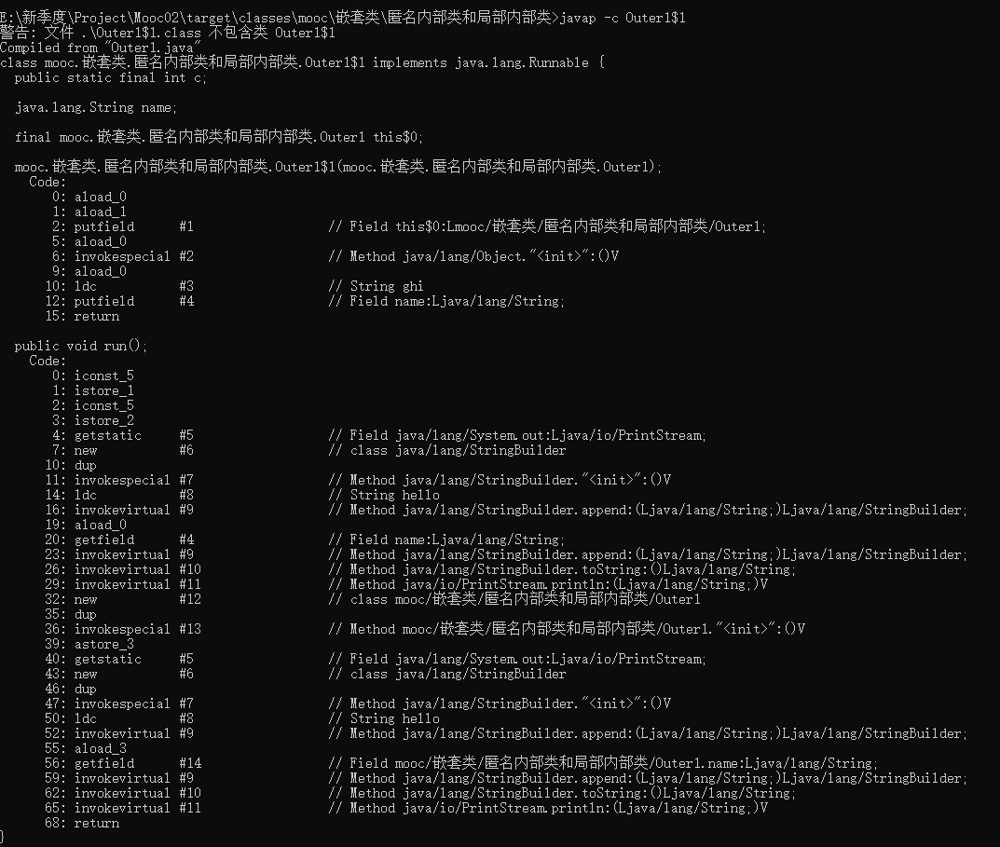 E:\新季度\Project\Mooc02\target\classes\mooc\嵌套类\匿名内部类和局部内部类>javap -c Outer1$1
警告: 文件 .\Outer1$1.class 不包含类 Outer1$1
Compiled from "Outer1.java"
class mooc.嵌套类.匿名内部类和局部内部类.Outer1$1 implements java.lang.Runnable {
  public static final int c;

  java.lang.String name;

  final mooc.嵌套类.匿名内部类和局部内部类.Outer1 this$0;

  mooc.嵌套类.匿名内部类和局部内部类.Outer1$1(mooc.嵌套类.匿名内部类和局部内部类.Outer1);
    Code:
       0: aload_0
       1: aload_1
       2: putfield      #1                  // Field this$0:Lmooc/嵌套类/匿名内部类和局部内部类/Outer1;
       5: aload_0
       6: invokespecial #2                  // Method java/lang/Object."<init>":()V
       9: aload_0
      10: ldc           #3                  // String ghi
      12: putfield      #4                  // Field name:Ljava/lang/String;
      15: return

  public void run();
    Code:
       0: iconst_5
       1: istore_1
       2: iconst_5
       3: istore_2
       4: getstatic     #5                  // Field java/lang/System.out:Ljava/io/PrintStream;
       7: new           #6                  // class java/lang/StringBuilder
      10: dup
      11: invokespecial #7                  // Method java/lang/StringBuilder."<init>":()V
      14: ldc           #8                  // String hello
      16: invokevirtual #9                  // Method java/lang/StringBuilder.append:(Ljava/lang/String;)Ljava/lang/StringBuilder;
      19: aload_0
      20: getfield      #4                  // Field name:Ljava/lang/String;
      23: invokevirtual #9                  // Method java/lang/StringBuilder.append:(Ljava/lang/String;)Ljava/lang/StringBuilder;
      26: invokevirtual #10                 // Method java/lang/StringBuilder.toString:()Ljava/lang/String;
      29: invokevirtual #11                 // Method java/io/PrintStream.println:(Ljava/lang/String;)V
      32: new           #12                 // class mooc/嵌套类/匿名内部类和局部内部类/Outer1
      35: dup
      36: invokespecial #13                 // Method mooc/嵌套类/匿名内部类和局部内部类/Outer1."<init>":()V
      39: astore_3
      40: getstatic     #5                  // Field java/lang/System.out:Ljava/io/PrintStream;
      43: new           #6                  // class java/lang/StringBuilder
      46: dup
      47: invokespecial #7                  // Method java/lang/StringBuilder."<init>":()V
      50: ldc           #8                  // String hello
      52: invokevirtual #9                  // Method java/lang/StringBuilder.append:(Ljava/lang/String;)Ljava/lang/StringBuilder;
      55: aload_3
      56: getfield      #14                 // Field mooc/嵌套类/匿名内部类和局部内部类/Outer1.name:Ljava/lang/String;
      59: invokevirtual #9                  // Method java/lang/StringBuilder.append:(Ljava/lang/String;)Ljava/lang/StringBuilder;
      62: invokevirtual #10                 // Method java/lang/StringBuilder.toString:()Ljava/lang/String;
      65: invokevirtual #11                 // Method java/io/PrintStream.println:(Ljava/lang/String;)V
      68: return
}